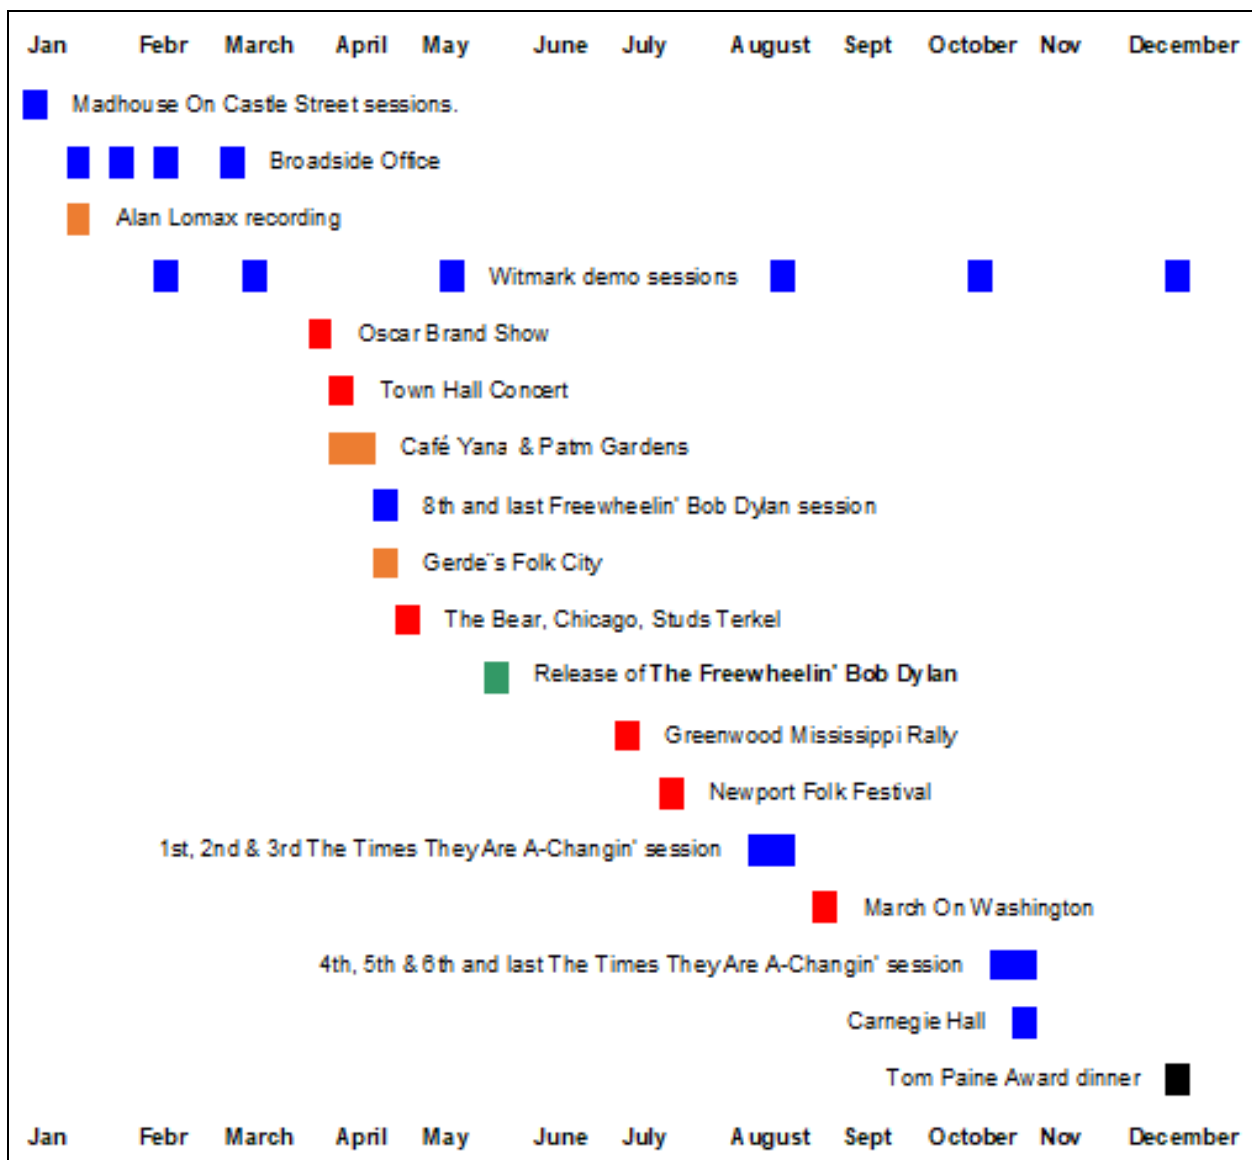 Jan Febr March April May June July August Sept October Nov December
Madhouse On Castle Street sessions.
Broadside Office
Alan Lomax recording
Witmark demo sessions
Oscar Brand Show
Town Hall Concert
Café Yana & Patm Gardens
8th and last Freewheelin' Bob Dylan session
Gerde¨s Folk City
The Bear, Chicago, Studs Terkel
Release of The Freewheelin' Bob Dylan
Greenwood Mississippi Rally
Newport Folk Festival
1st, 2nd & 3rd The Times They Are A-Changin' session
March On Washington
4th, 5th & 6th and last The Times They Are A-Changin' session
Carnegie Hall
Tom Paine Award dinner
Jan Febr March April May June July August Sept October Nov December